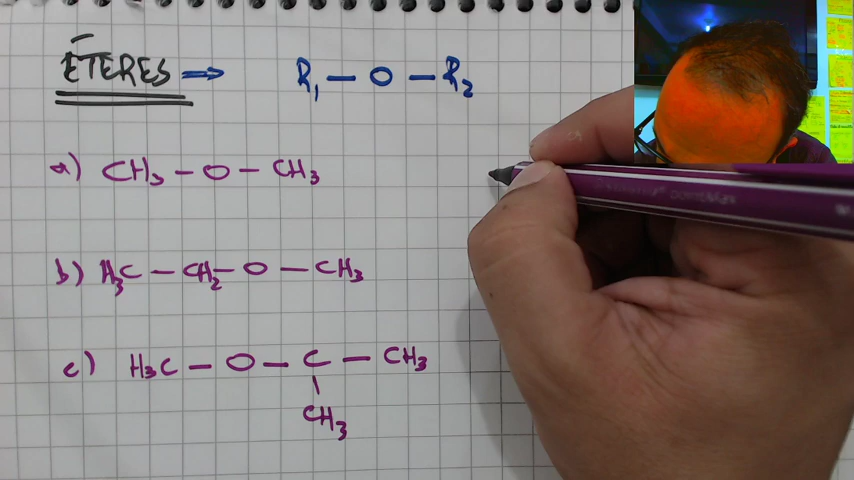 ÉTERES ⇒ R₁ — O — R₂
a) CH₃ — O — CH₃
b) H₃C — CH₂ — O — CH₃
c) H₃C — O — C — CH₃
CH₃